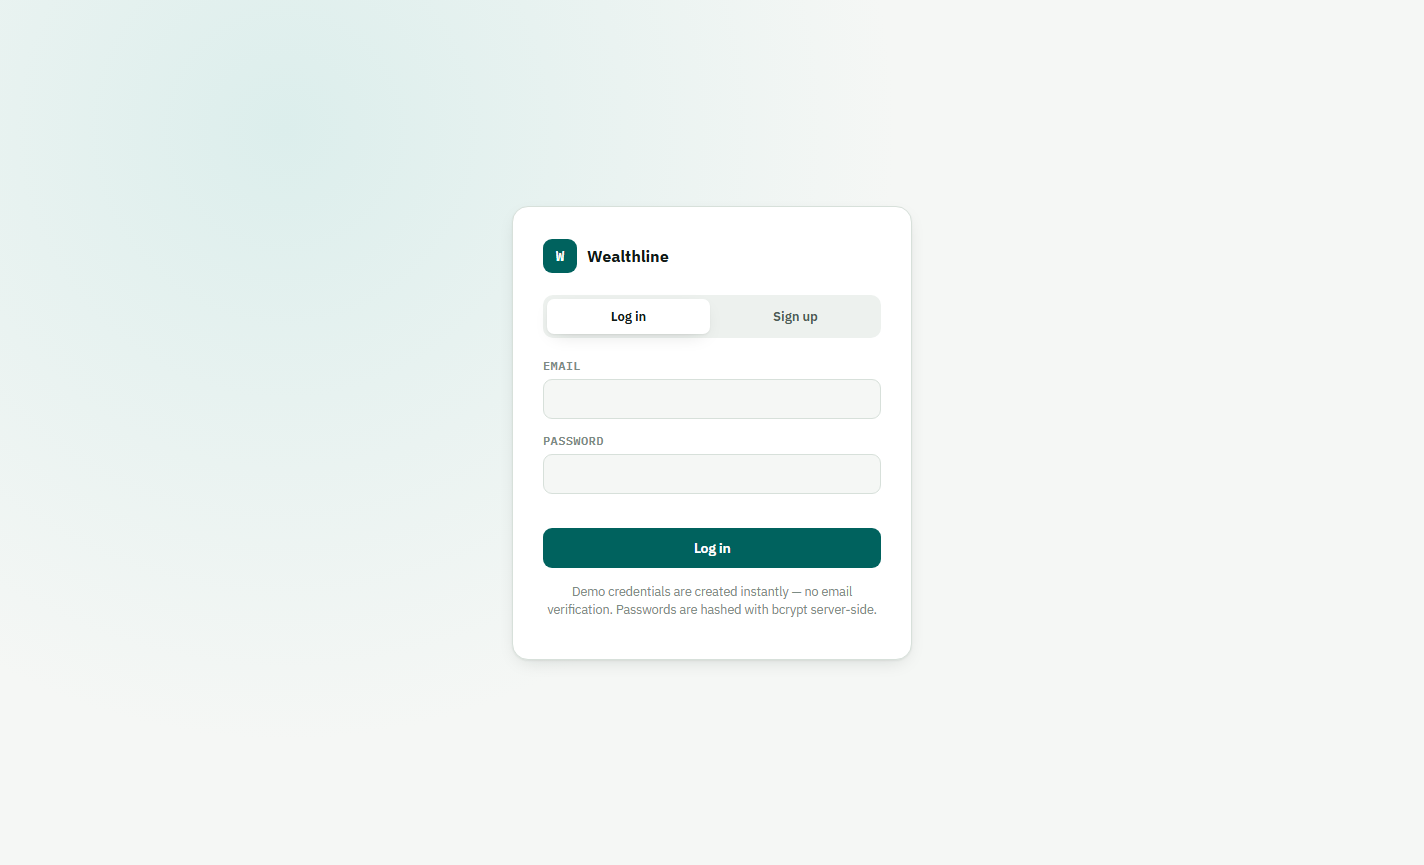 W Wealthline
Log in Sign up
EMAIL
PASSWORD
Log in
Demo credentials are created instantly — no email
verification. Passwords are hashed with bcrypt server-side.